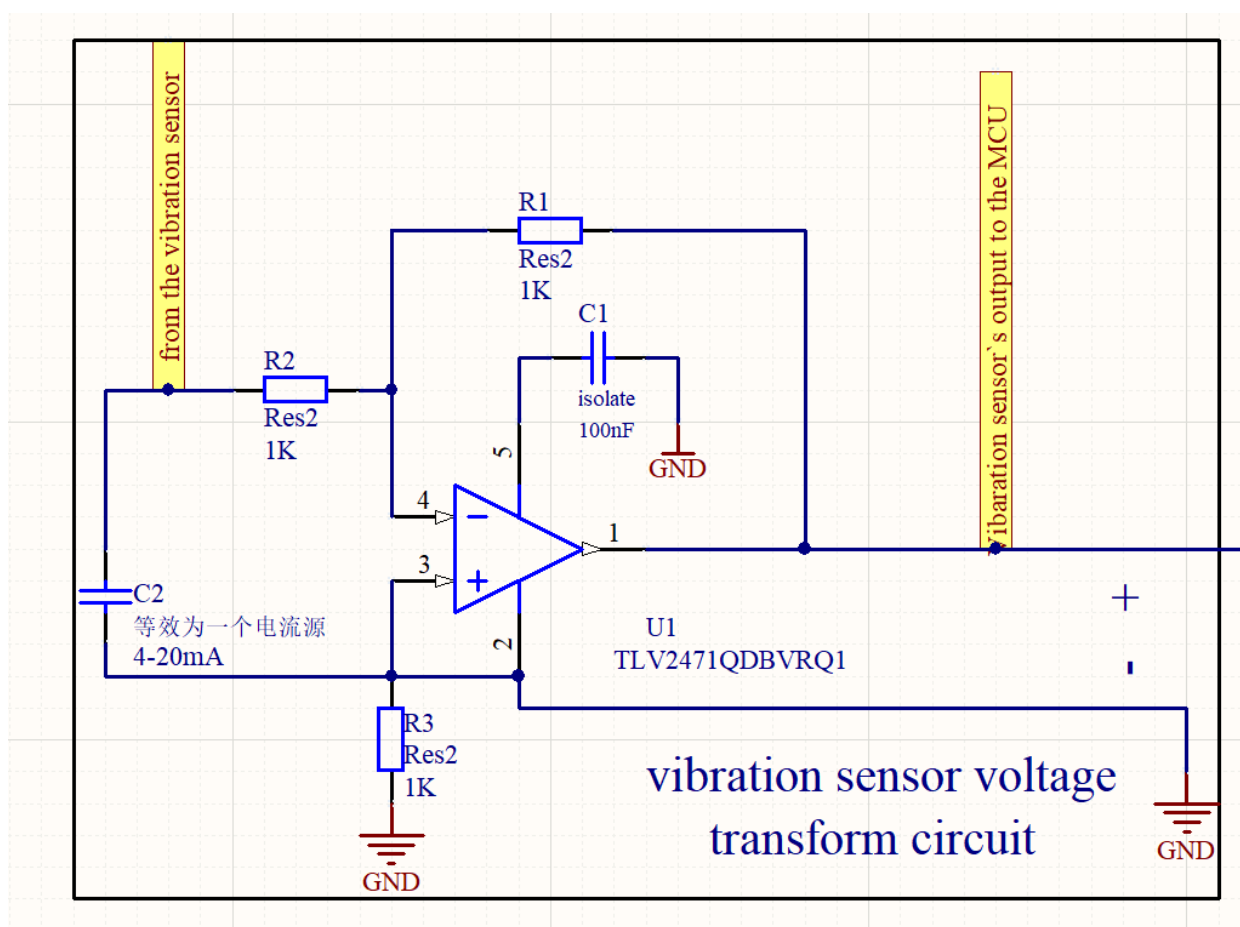 from the vibration sensor
Vibaration sensor`s output to the MCU
R1
Res2
1K
C1
isolate
100nF
GND
R2
Res2
1K
5
4
3
1
2
C2
等效为一个电流源
4-20mA
U1
TLV2471QDBVRQ1
+
-
R3
Res2
1K
GND
vibration sensor voltage
transform circuit
GND